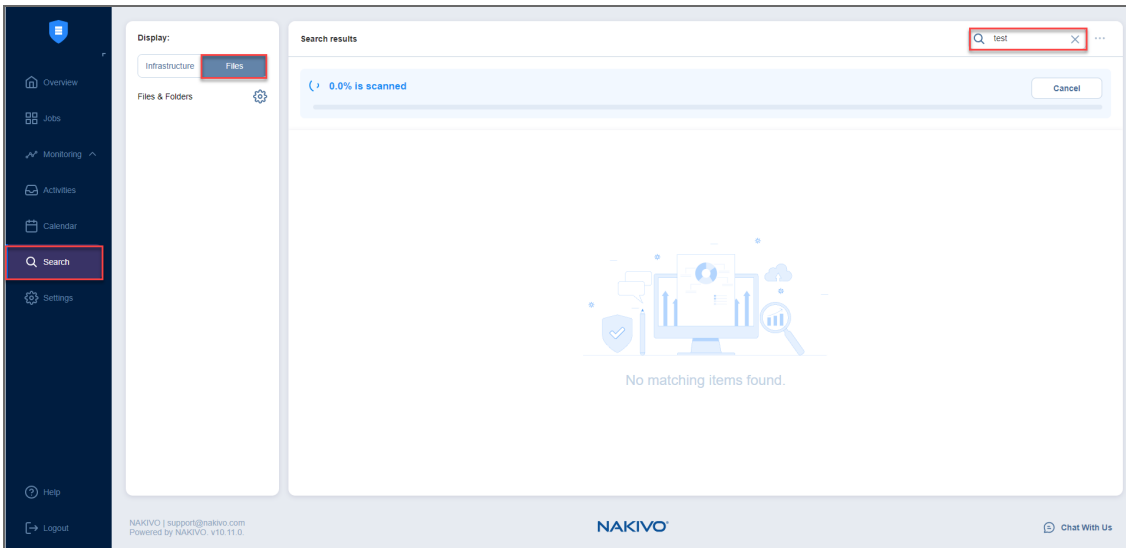 Overview
Jobs
Monitoring
Activities
Calendar
Search
Settings
Help
Logout
Display:
Infrastructure
Files
Files & Folders
Search results
test
0.0% is scanned
Cancel
No matching items found.
NAKIVO | support@nakivo.com
Powered by NAKIVO. v10.11.0.
NAKIVO®
Chat With Us